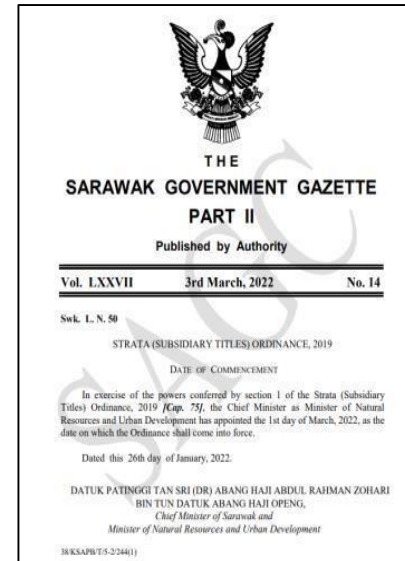 THE
SARAWAK GOVERNMENT GAZETTE
PART II
Published by Authority
Vol. LXXVII 3rd March, 2022 No. 14
Swk. L. N. 50
STRATA (SUBSIDIARY TITLES) ORDINANCE, 2019
DATE OF COMMENCEMENT
In exercise of the powers conferred by section 1 of the Strata (Subsidiary
Titles) Ordinance, 2019 [Cap. 75], the Chief Minister as Minister of Natural
Resources and Urban Development has appointed the 1st day of March, 2022, as the
date on which the Ordinance shall come into force.
Dated this 26th day of January, 2022.
DATUK PATINGGI TAN SRI (DR) ABANG HAJI ABDUL RAHMAN ZOHARI
BIN TUN DATUK ABANG HAJI OPENG,
Chief Minister of Sarawak and
Minister of Natural Resources and Urban Development
38/KSAPB/T/5-2/244(1)
SAGC